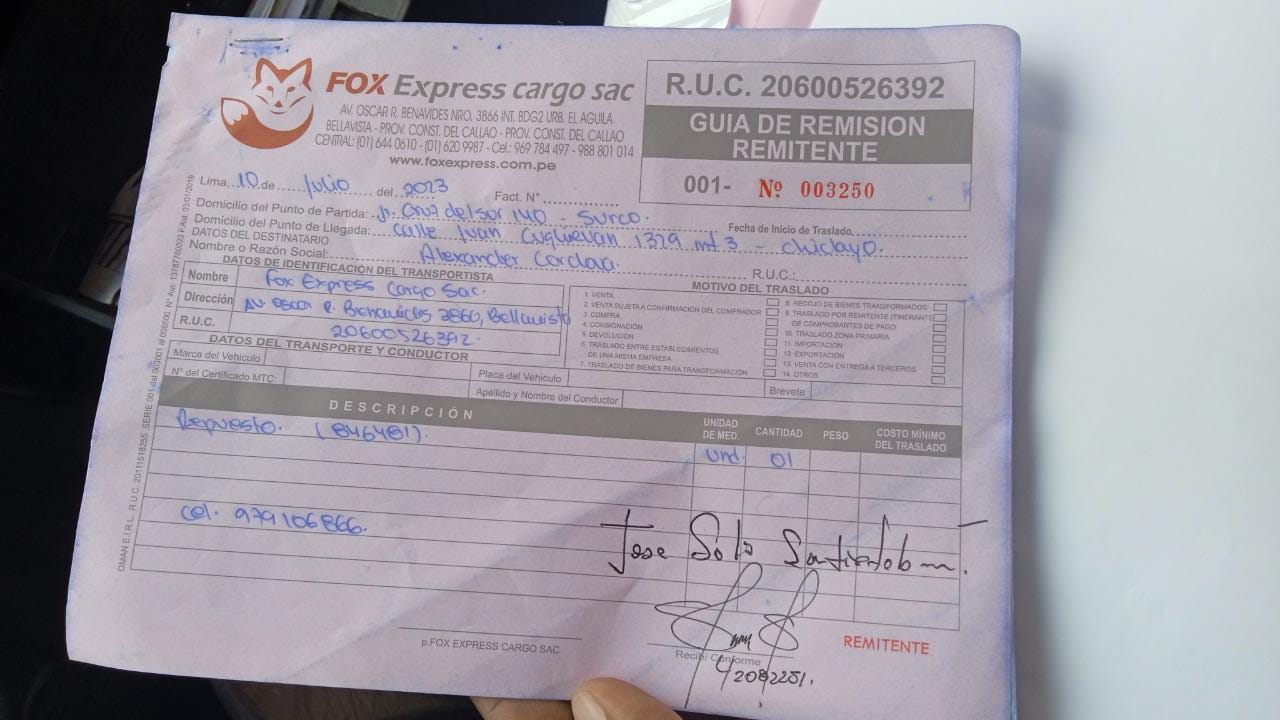 FOX Express cargo sac
AV. OSCAR R. BENAVIDES NRO. 3866 INT. BDG2 URB. EL AGUILA
BELLAVISTA - PROV. CONST. DEL CALLAO - PROV. CONST. DEL CALLAO
CENTRAL: (01) 644 0610 - (01) 620 9987 - Cel.: 969 784 497 - 988 801 014
www.foxexpress.com.pe
R.U.C. 20600526392
GUIA DE REMISION
REMITENTE
001- Nº 003250
Lima, 10 de Julio del 2023 Fact. N°
Domicilio del Punto de Partida: Jr. Cruz del sur 140 - Surco. Fecha de Inicio de Traslado
Domicilio del Punto de Llegada: Calle Juan Cuglievan 1329 int 3 - Chiclayo.
DATOS DEL DESTINATARIO
Nombre o Razón Social: Alexander Cordova. R.U.C.:
DATOS DE IDENTIFICACIÓN DEL TRANSPORTISTA
Nombre Fox Express Cargo Sac.
Dirección Av Oscar R. Benavides 3866, Bellavista
R.U.C. 20600526392
MOTIVO DEL TRASLADO
1. VENTA
2. VENTA SUJETA A CONFIRMACIÓN DEL COMPRADOR
3. COMPRA
4. CONSIGNACIÓN
5. DEVOLUCIÓN
6. TRASLADO ENTRE ESTABLECIMIENTOS
DE UNA MISMA EMPRESA
7. TRASLADO DE BIENES PARA TRANSFORMACIÓN
8. RECOJO DE BIENES TRANSFORMADOS
9. TRASLADO POR REMITENTE ITINERANTE
DE COMPROBANTES DE PAGO
10. TRASLADO ZONA PRIMARIA
11. IMPORTACIÓN
12. EXPORTACIÓN
13. VENTA CON ENTREGA A TERCEROS
14. OTROS
DATOS DEL TRANSPORTE Y CONDUCTOR
Marca del Vehículo Placa del Vehículo
N° del Certificado MTC: Apellido y Nombre del Conductor Brevete
DESCRIPCIÓN UNIDAD DE MED. CANTIDAD PESO COSTO MÍNIMO DEL TRASLADO
Repuesto. (846481). Und. 01
Cel. 979106866.
Jose Soto
p.FOX EXPRESS CARGO SAC
Recibí Conforme
42082251.
REMITENTE